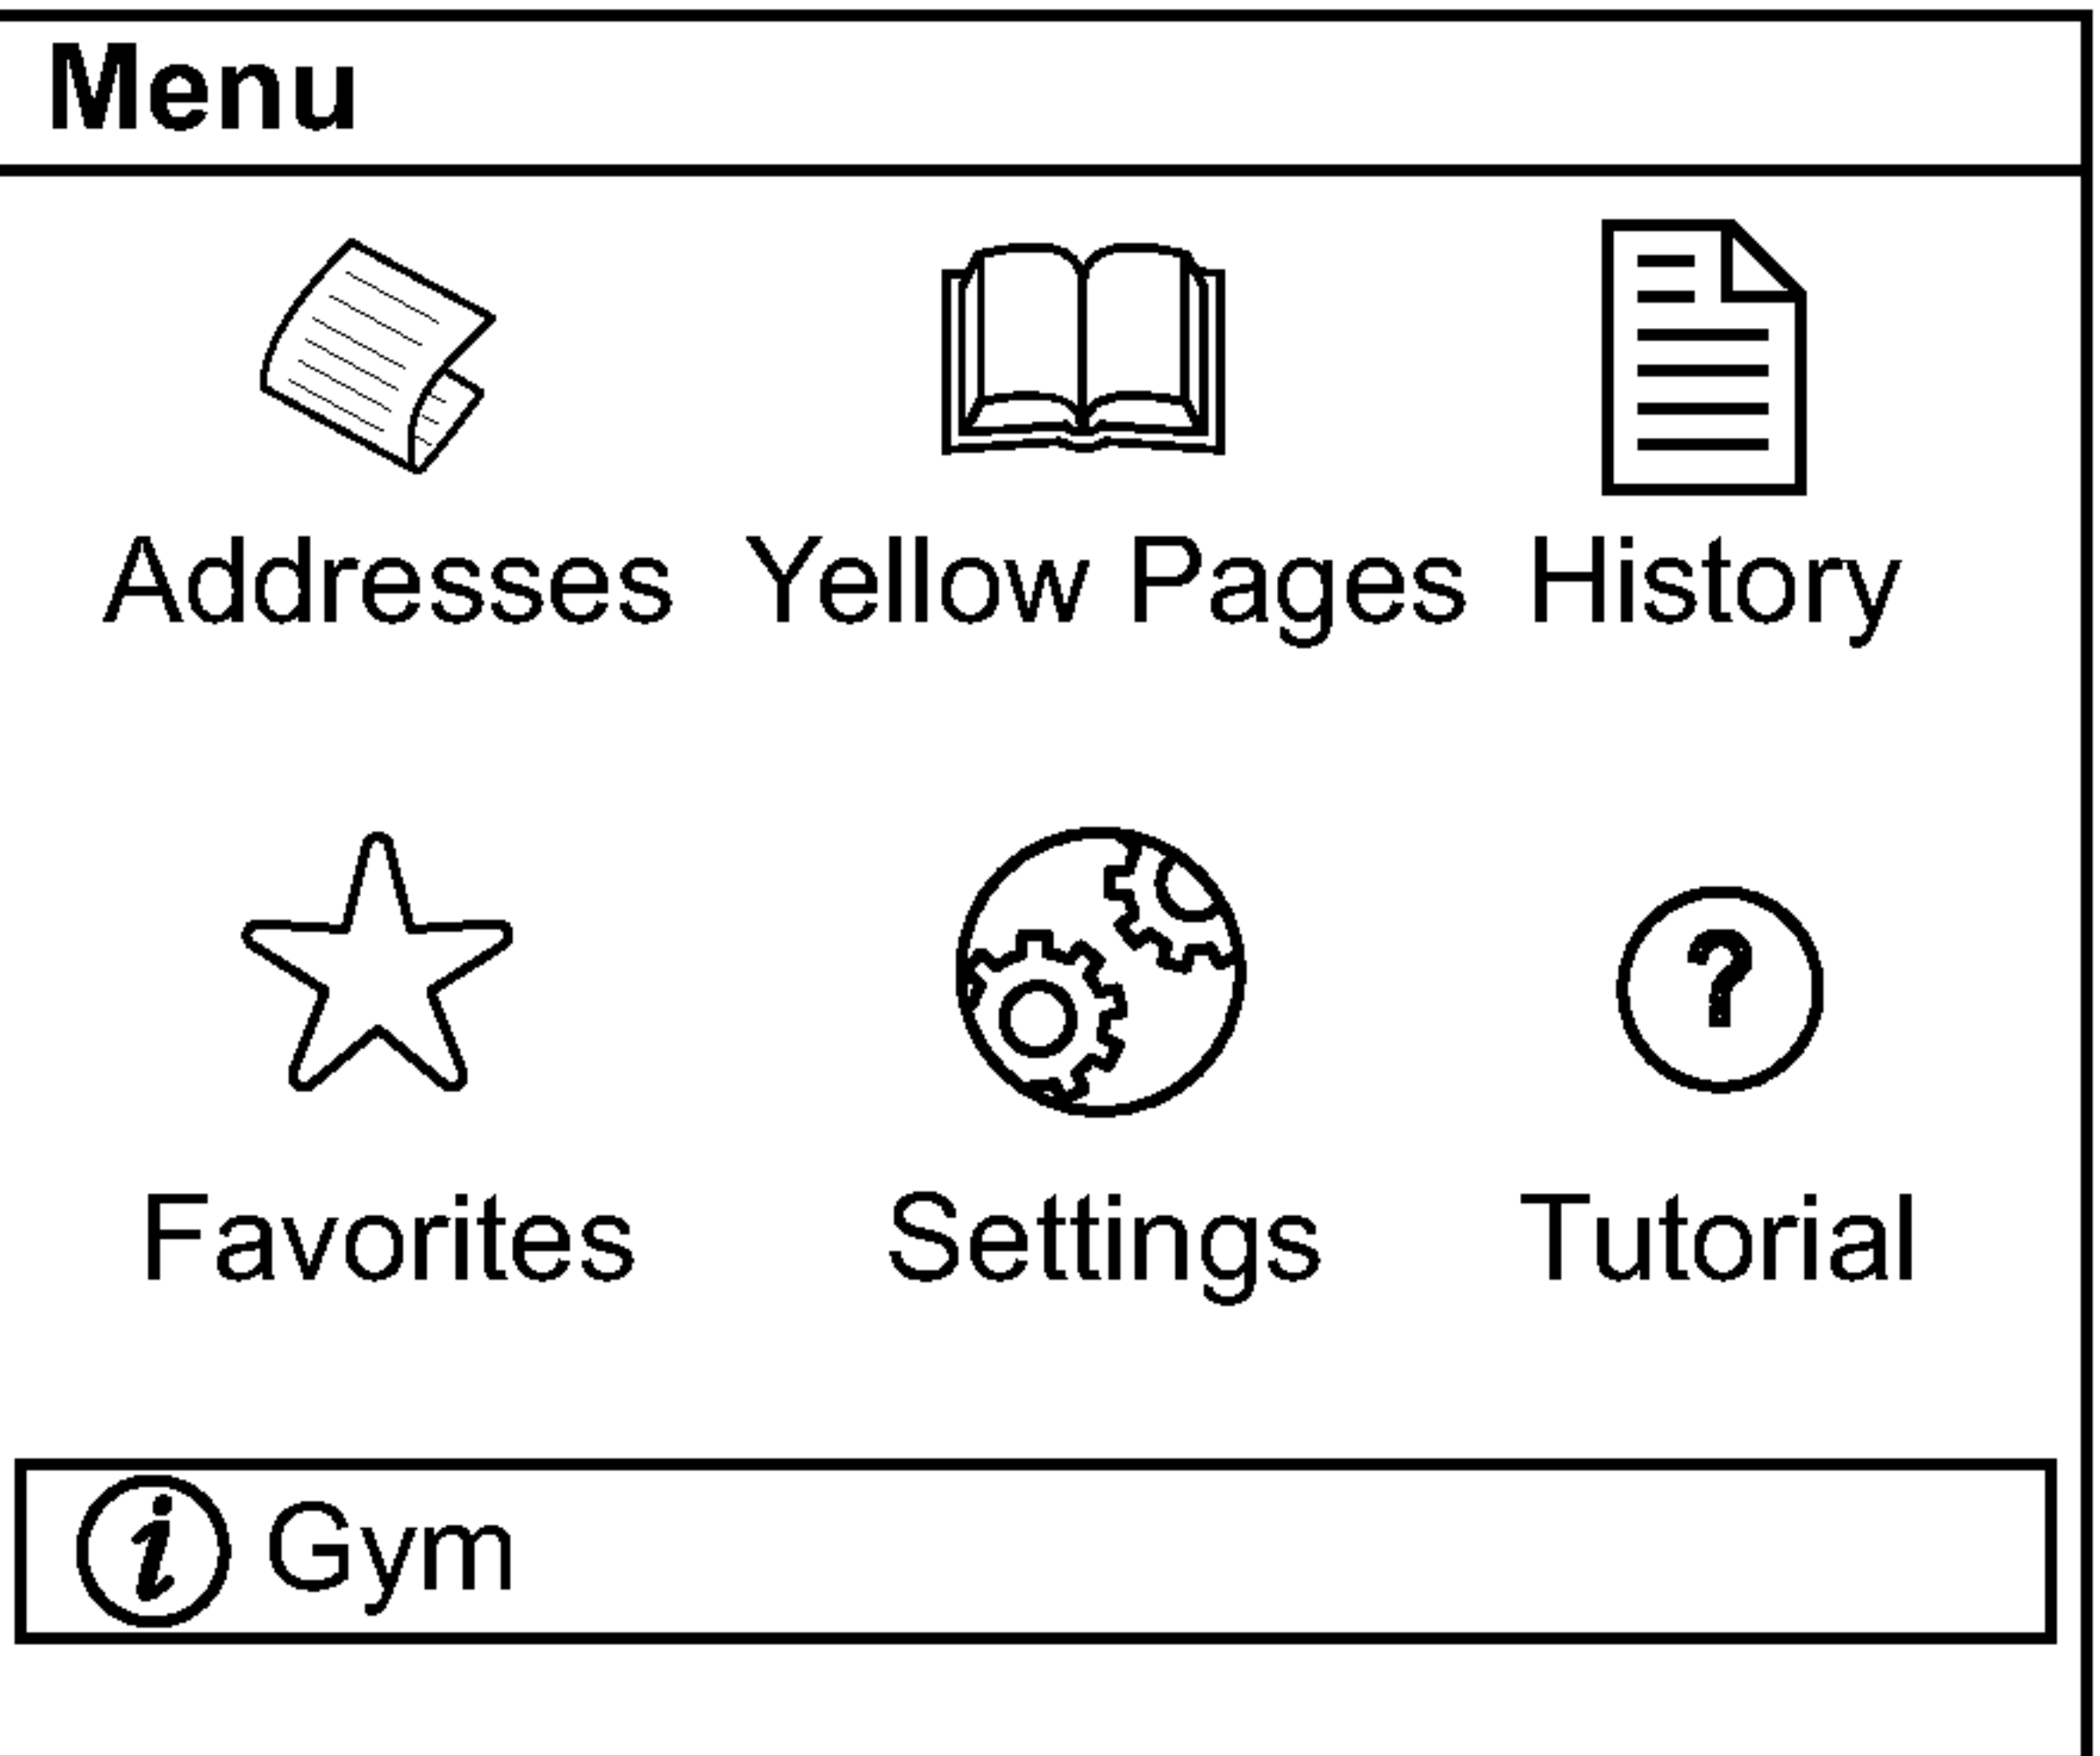 Menu
Addresses Yellow Pages History
?
Favorites Settings Tutorial
i Gym